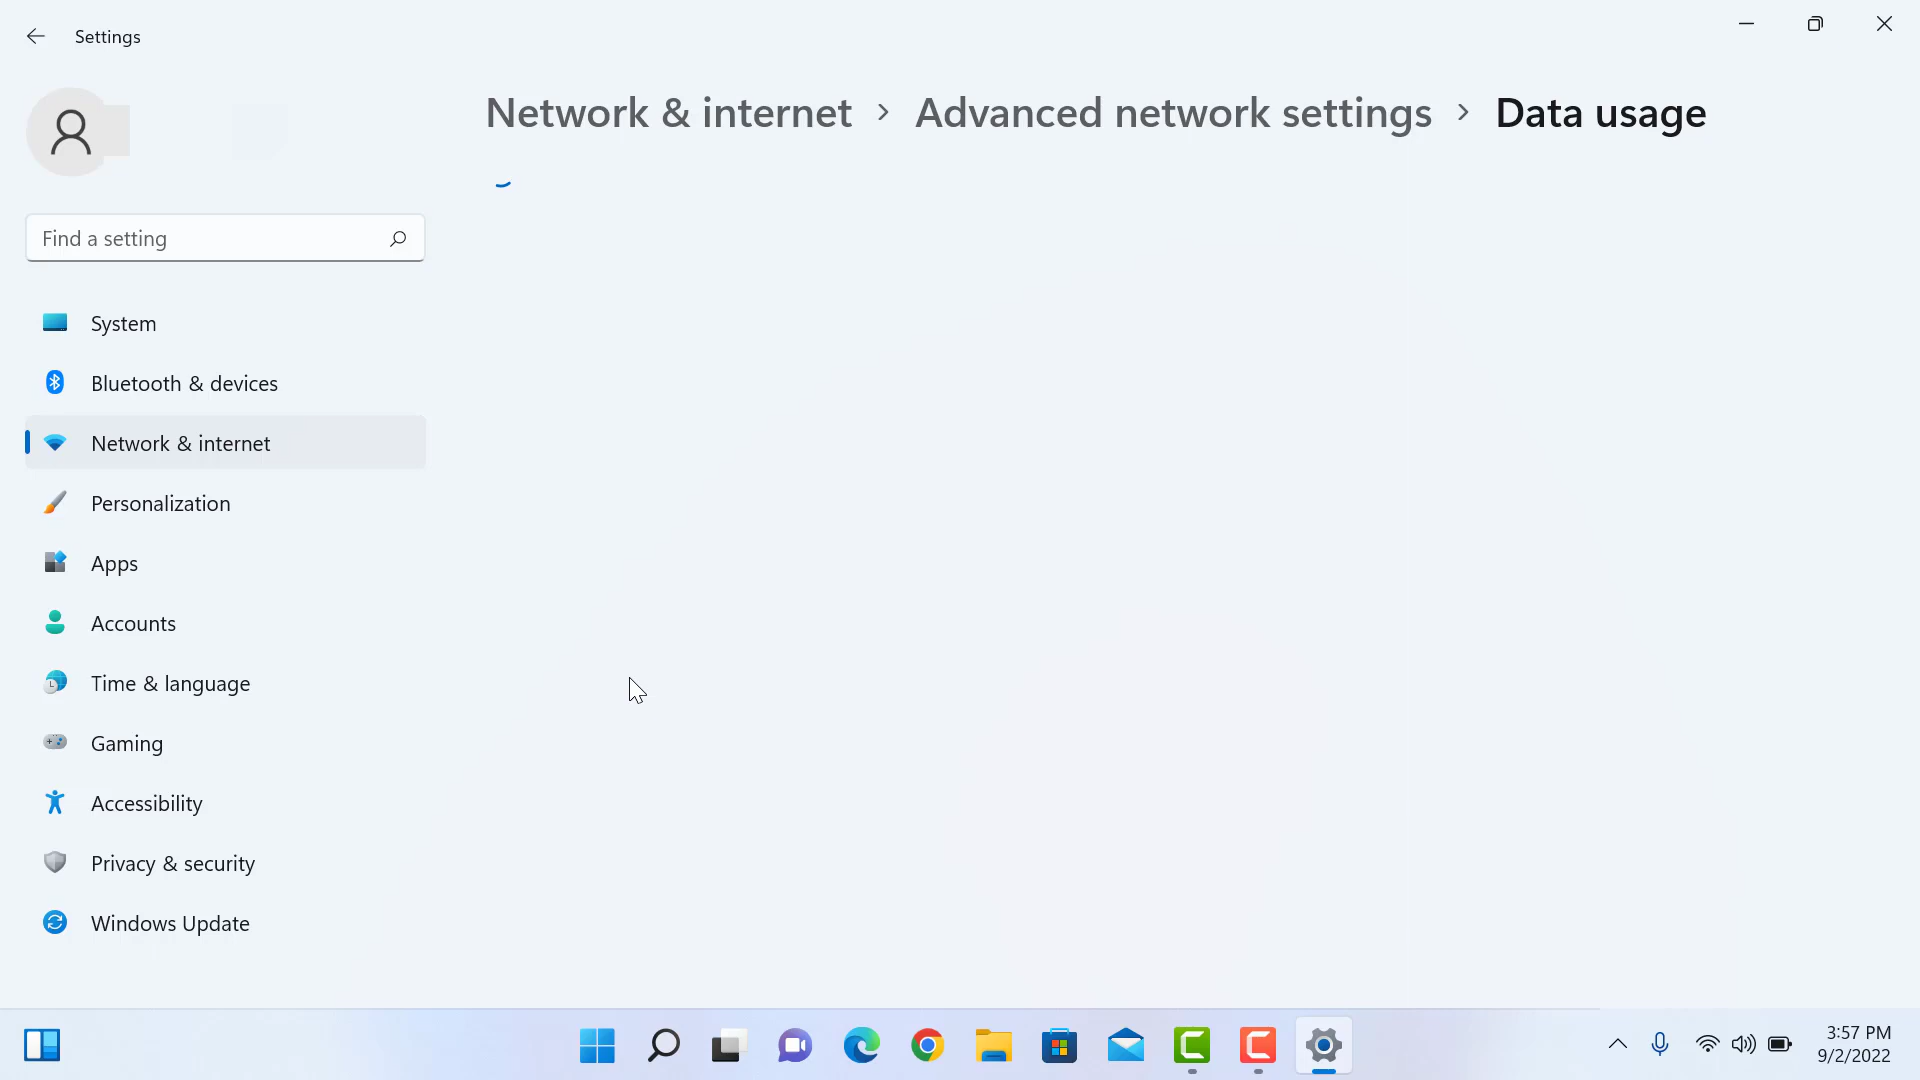 Settings
Network & internet > Advanced network settings > Data usage
Find a setting
System
Bluetooth & devices
Network & internet
Personalization
Apps
Accounts
Time & language
Gaming
Accessibility
Privacy & security
Windows Update
3:57 PM
9/2/2022